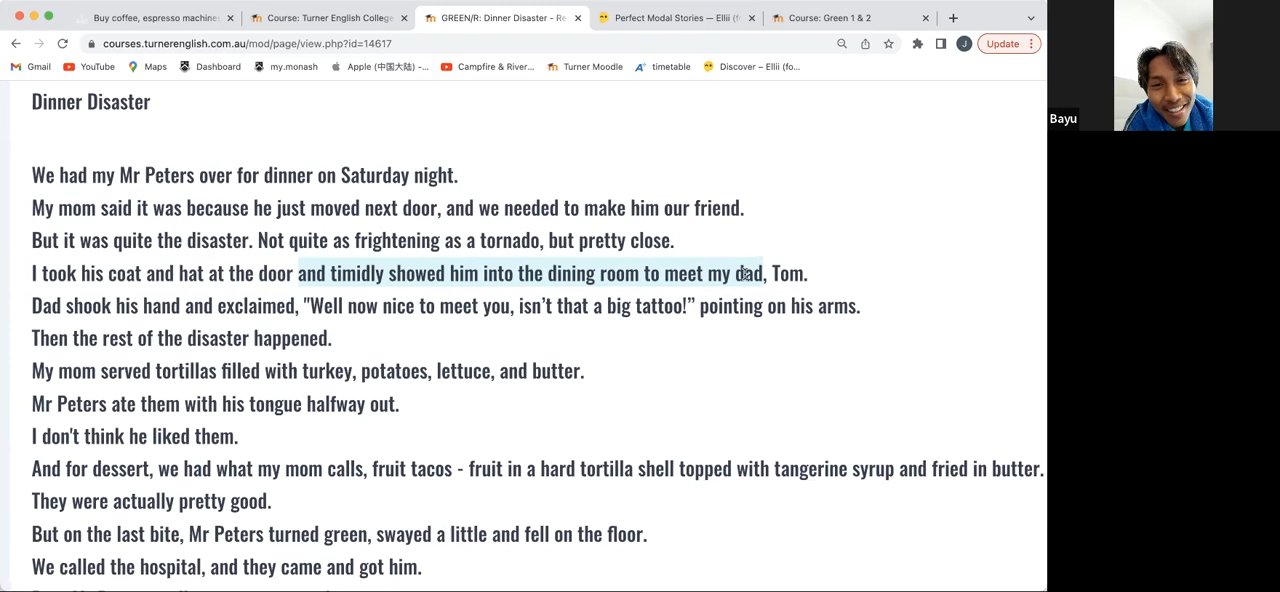 Buy coffee, espresso machine
Course: Turner English College
GREEN/R: Dinner Disaster - Re
Perfect Modal Stories — Ellii (f
Course: Green 1 & 2
courses.turnerenglish.com.au/mod/page/view.php?id=14617
J
Update
Gmail
YouTube
Maps
Dashboard
my.monash
Apple (中国大陆) -...
Campfire & River...
Turner Moodle
timetable
Discover – Ellii (fo...
Bayu
Dinner Disaster
We had my Mr Peters over for dinner on Saturday night.
My mom said it was because he just moved next door, and we needed to make him our friend.
But it was quite the disaster. Not quite as frightening as a tornado, but pretty close.
I took his coat and hat at the door and timidly showed him into the dining room to meet my dad, Tom.
Dad shook his hand and exclaimed, "Well now nice to meet you, isn’t that a big tattoo!” pointing on his arms.
Then the rest of the disaster happened.
My mom served tortillas filled with turkey, potatoes, lettuce, and butter.
Mr Peters ate them with his tongue halfway out.
I don't think he liked them.
And for dessert, we had what my mom calls, fruit tacos - fruit in a hard tortilla shell topped with tangerine syrup and fried in butter.
They were actually pretty good.
But on the last bite, Mr Peters turned green, swayed a little and fell on the floor.
We called the hospital, and they came and got him.